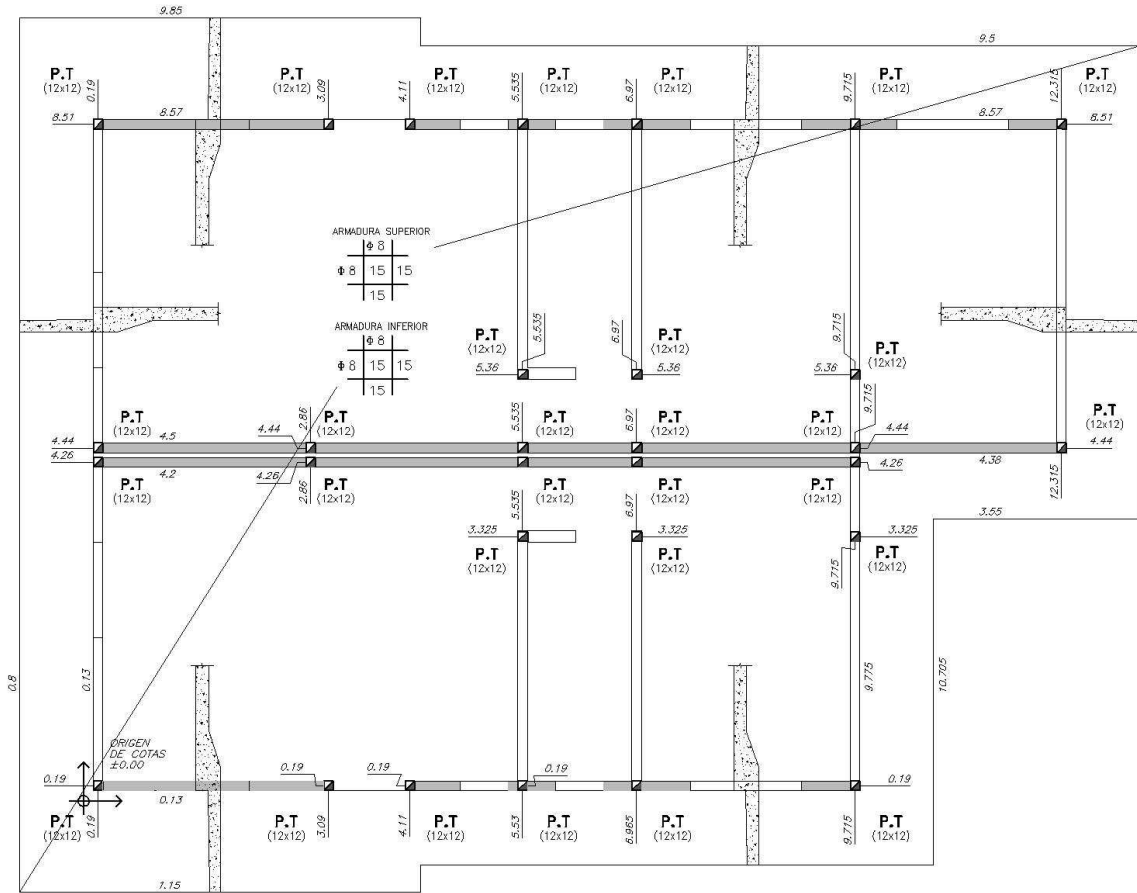 9.85
9.5
P.T P.T P.T P.T P.T P.T P.T
(12x12) (12x12) (12x12) (12x12) (12x12) (12x12) (12x12)
0.19 3.09 4.11 5.535 6.97 9.715 12.315
8.51 8.57 8.57 8.51
ARMADURA SUPERIOR
Φ 8
Φ 8 15 15
15
ARMADURA INFERIOR
Φ 8
Φ 8 15 15
15
P.T P.T P.T
(12x12) (12x12) (12x12)
5.535 6.97 9.715
5.36 5.36 5.36
9.715
P.T P.T P.T P.T P.T
(12x12) (12x12) (12x12) (12x12) (12x12)
2.86 5.535 6.97
4.44 4.5 4.44 4.44 4.44
4.26 4.2 4.26 4.26 4.38
2.86 12.315
P.T P.T P.T P.T P.T
(12x12) (12x12) (12x12) (12x12) (12x12)
5.535 6.97
3.55
3.325 3.325 3.325
P.T P.T P.T
(12x12) (12x12) (12x12)
9.715
0.8 0.13 9.775 10.705
ORIGEN
DE COTAS
±0.00
0.19 0.19 0.19 0.19 0.19
0.13
P.T P.T P.T P.T P.T P.T
(12x12) (12x12) (12x12) (12x12) (12x12) (12x12)
0.19 3.09 4.11 5.53 6.965 9.715
1.15